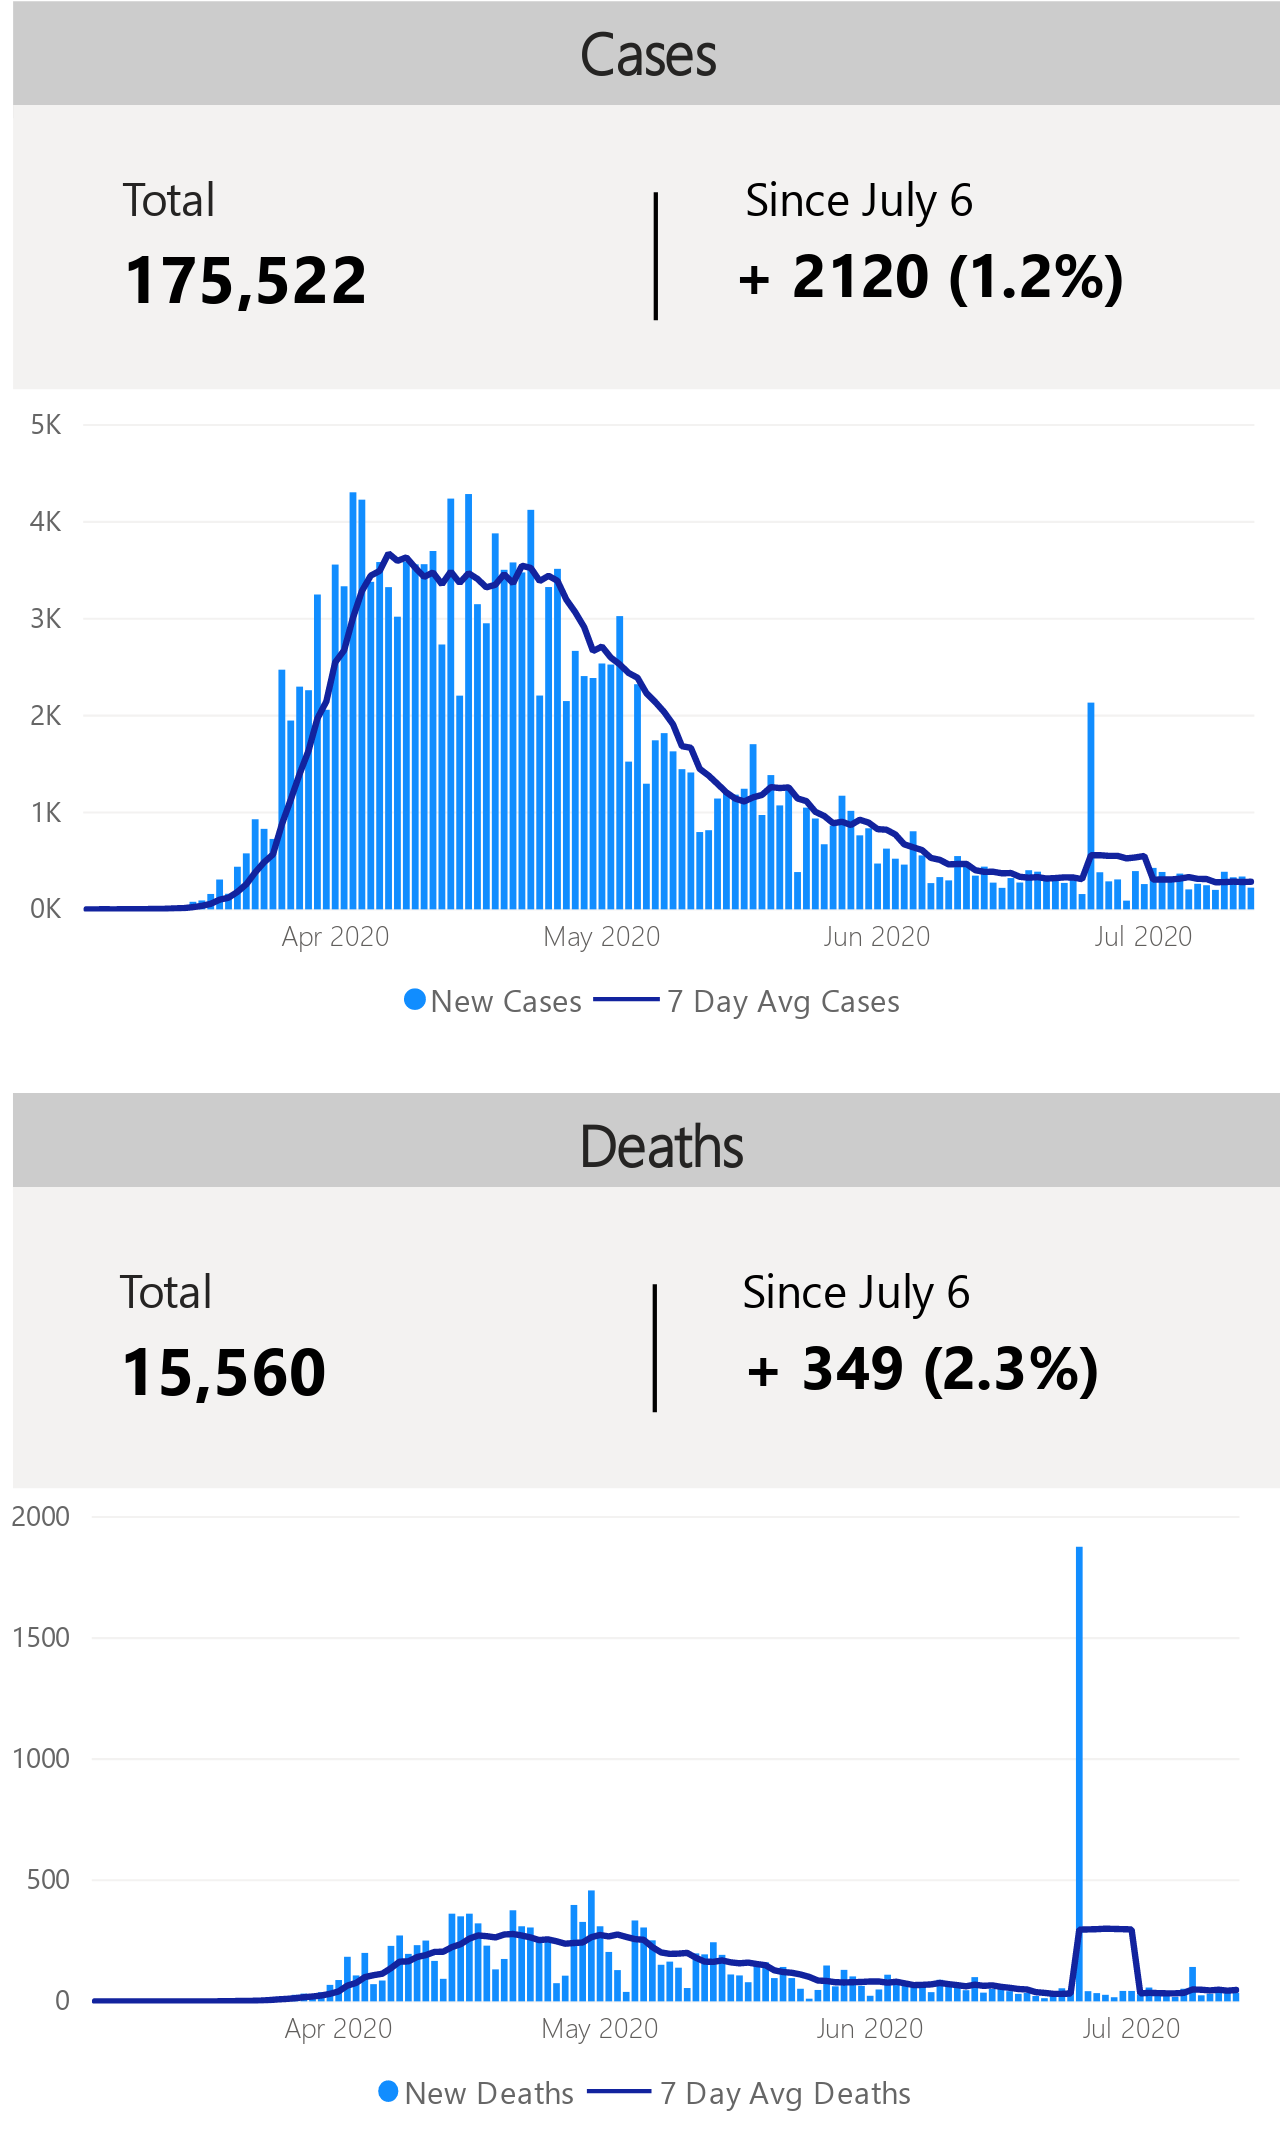 Cases
Total
Since July 6
175,522
+ 2120 (1.2%)
5K
4K
3K
2K
1K
0K
Apr 2020
May 2020
Jun 2020
Jul 2020
New Cases
7 Day Avg Cases
Deaths
Total
Since July 6
15,560
+ 349 (2.3%)
2000
1500
1000
500
0
Apr 2020
May 2020
Jun 2020
Jul 2020
New Deaths
7 Day Avg Deaths